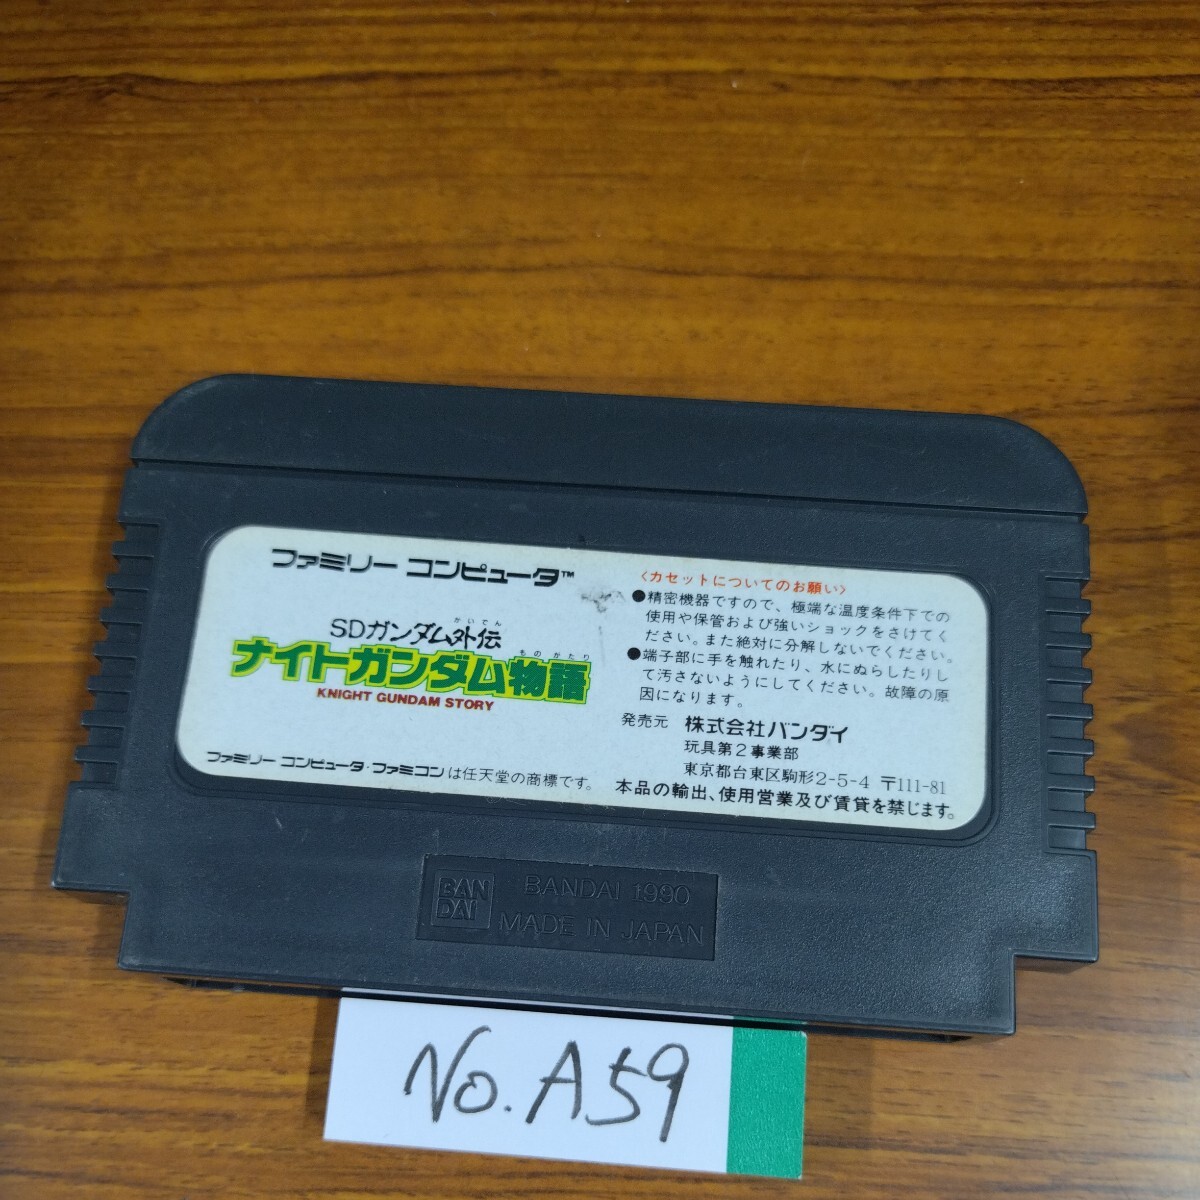 ファミリー コンピュータ™
かいでん
SDガンダム外伝
ものがたり
ナイトガンダム物語
KNIGHT GUNDAM STORY
ファミリー コンピュータ・ファミコンは任天堂の商標です。
〈カセットについてのお願い〉
●精密機器ですので、極端な温度条件下での
使用や保管および強いショックをさけてく
ださい。また絶対に分解しないでください。
●端子部に手を触れたり、水にぬらしたりし
て汚さないようにしてください。故障の原
因になります。
発売元 株式会社バンダイ
玩具第2事業部
東京都台東区駒形2-5-4 〒111-81
本品の輸出、使用営業及び賃貸を禁じます。
BAN
DAI
BANDAI 1990
MADE IN JAPAN
No. A59